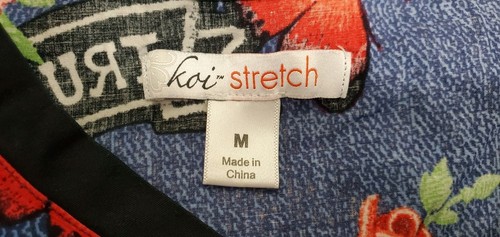 koi™ stretch
M
Made in
China